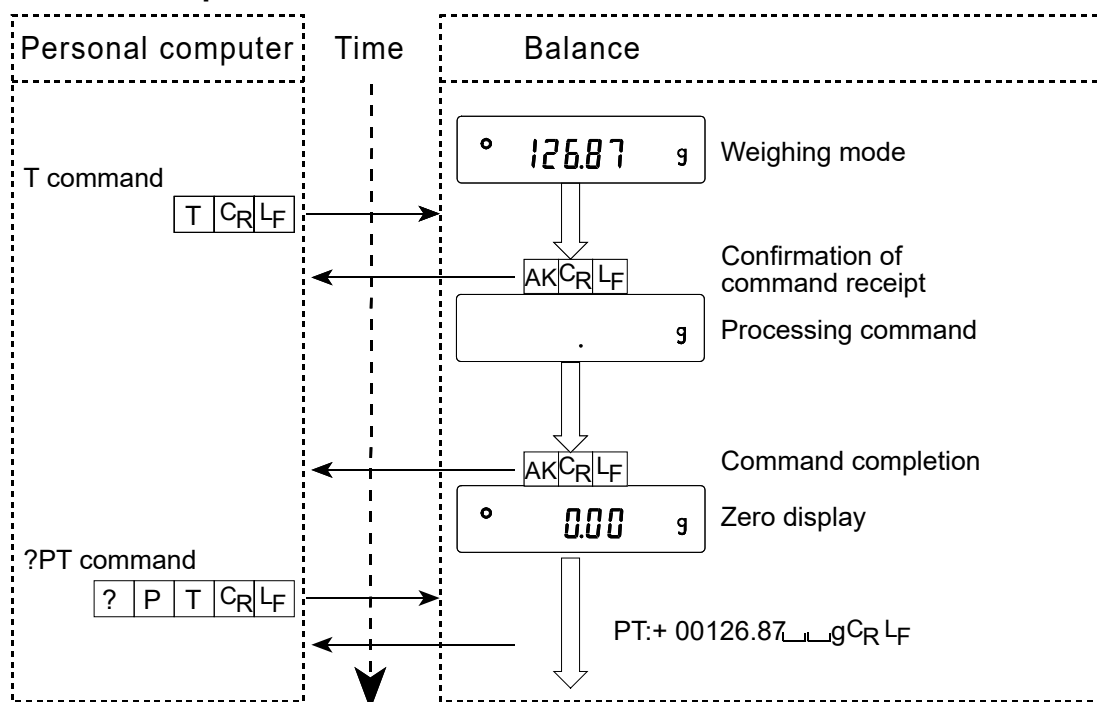 Personal computer Time Balance
126.87 g Weighing mode
T command
T CR LF
Confirmation of
AK CR LF
command receipt
. g Processing command
AK CR LF Command completion
0.00 g Zero display
?PT command
? P T CR LF
PT:+ 00126.87␣␣gCR LF